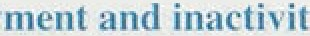 ment and inactivit